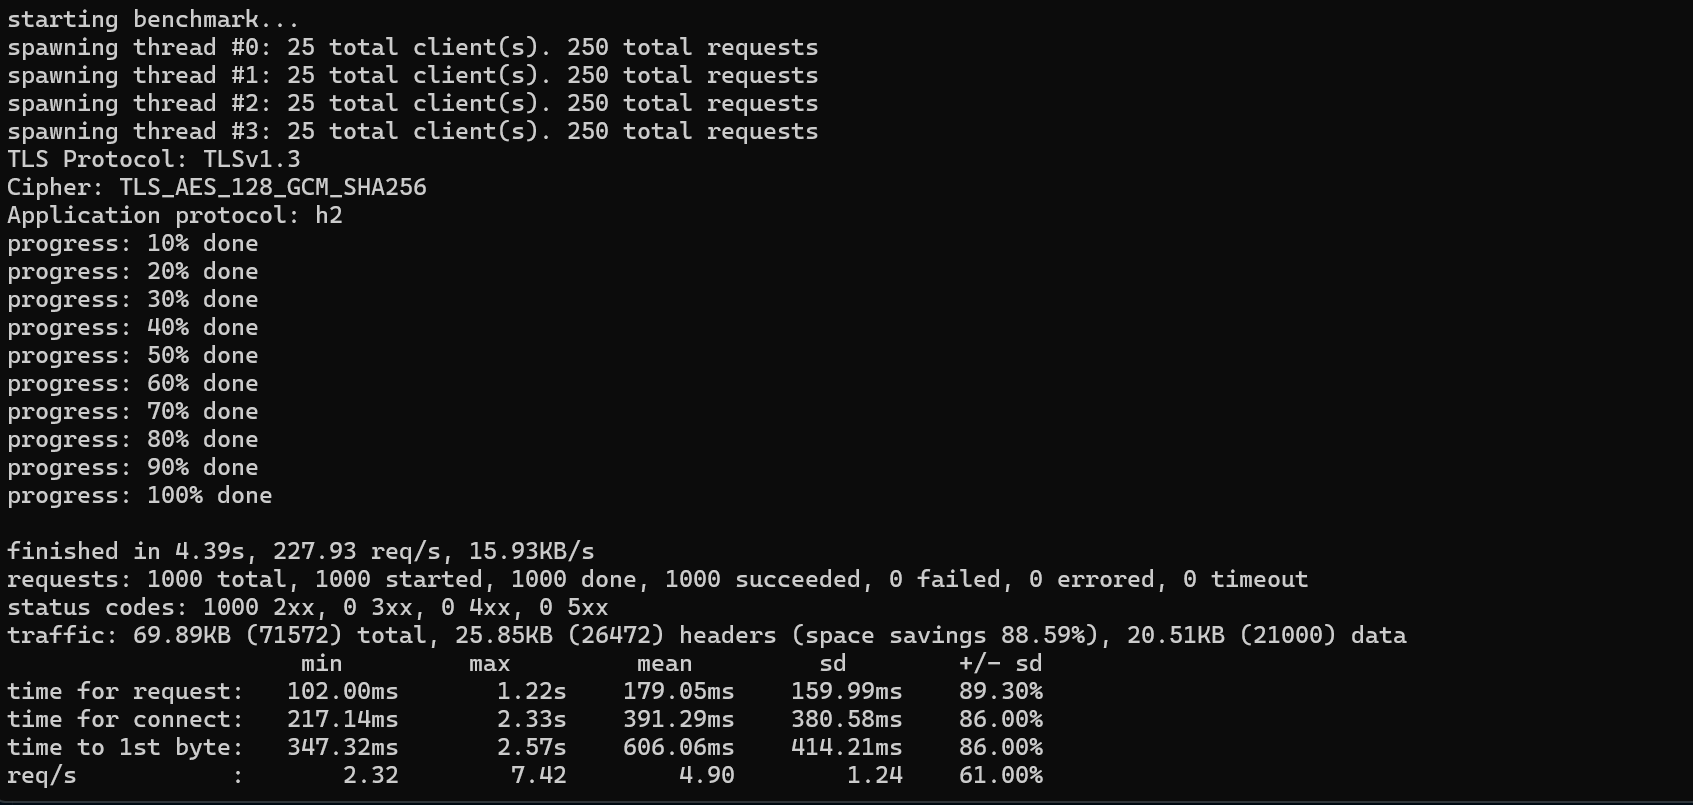 starting benchmark...
spawning thread #0: 25 total client(s). 250 total requests
spawning thread #1: 25 total client(s). 250 total requests
spawning thread #2: 25 total client(s). 250 total requests
spawning thread #3: 25 total client(s). 250 total requests
TLS Protocol: TLSv1.3
Cipher: TLS_AES_128_GCM_SHA256
Application protocol: h2
progress: 10% done
progress: 20% done
progress: 30% done
progress: 40% done
progress: 50% done
progress: 60% done
progress: 70% done
progress: 80% done
progress: 90% done
progress: 100% done

finished in 4.39s, 227.93 req/s, 15.93KB/s
requests: 1000 total, 1000 started, 1000 done, 1000 succeeded, 0 failed, 0 errored, 0 timeout
status codes: 1000 2xx, 0 3xx, 0 4xx, 0 5xx
traffic: 69.89KB (71572) total, 25.85KB (26472) headers (space savings 88.59%), 20.51KB (21000) data
                     min         max         mean         sd        +/- sd
time for request:   102.00ms       1.22s    179.05ms    159.99ms    89.30%
time for connect:   217.14ms       2.33s    391.29ms    380.58ms    86.00%
time to 1st byte:   347.32ms       2.57s    606.06ms    414.21ms    86.00%
req/s           :       2.32        7.42        4.90        1.24    61.00%